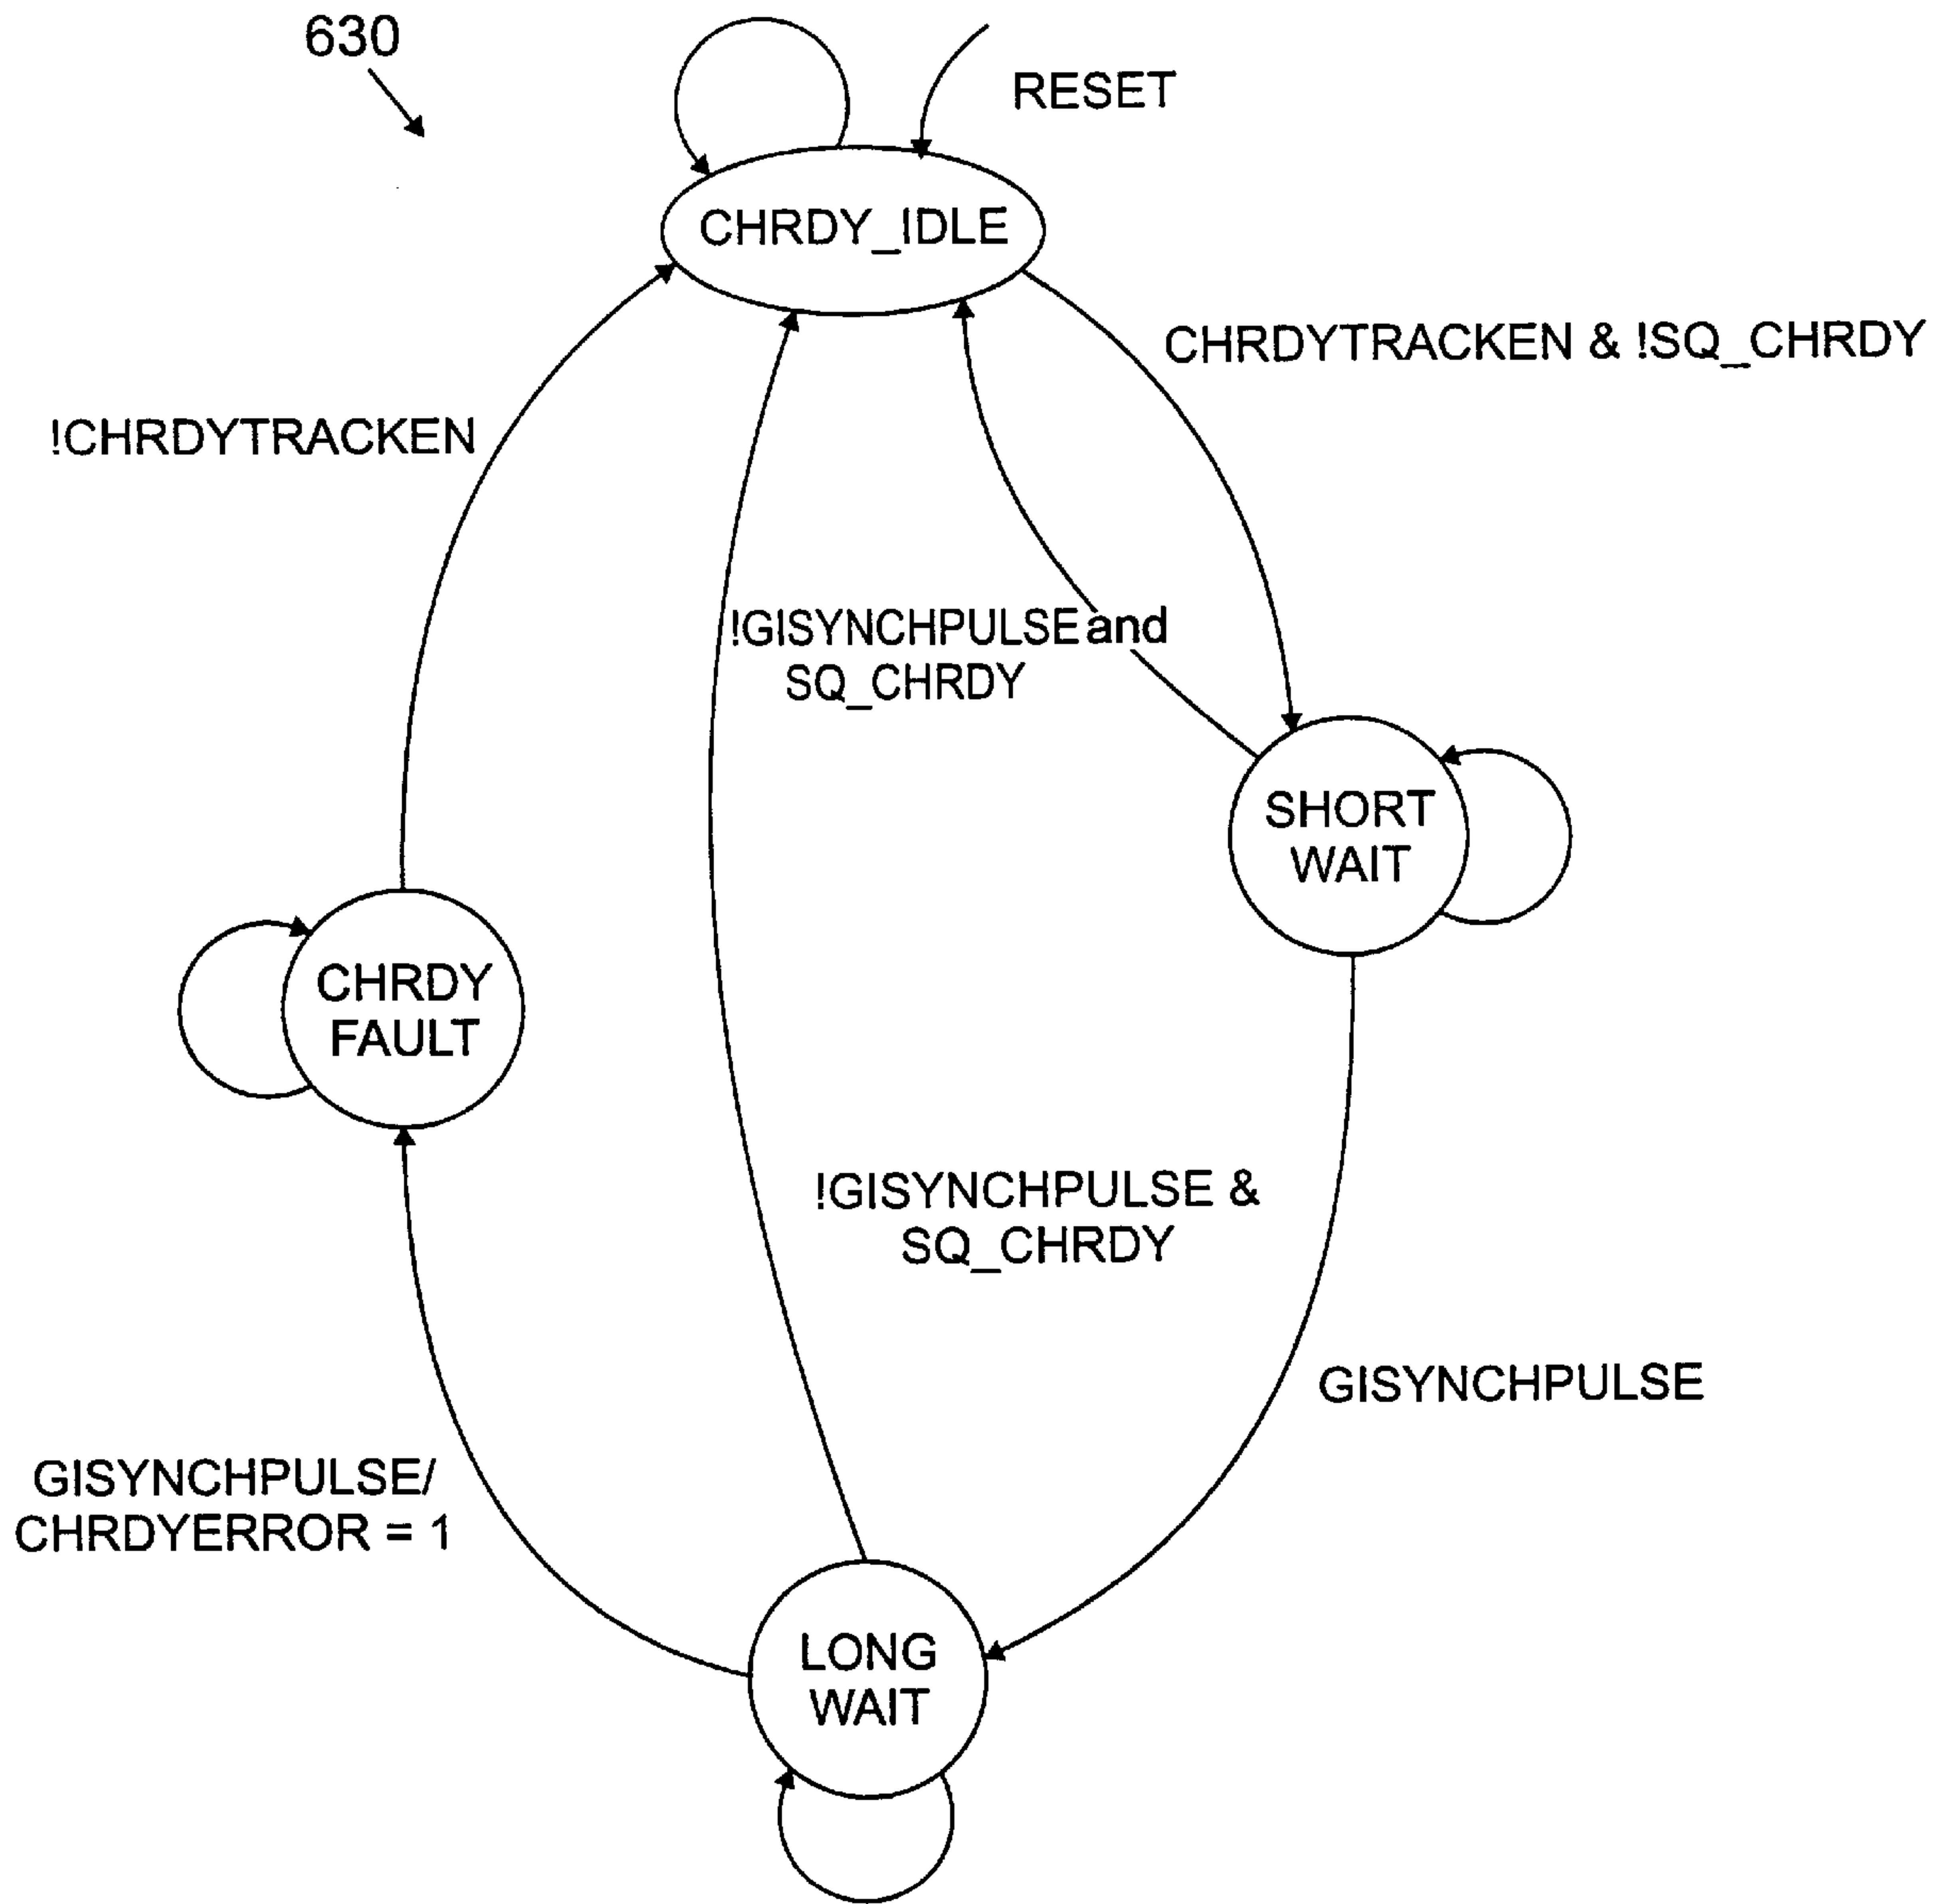 630
RESET
CHRDY_IDLE
CHRDYTRACKEN & !SQ_CHRDY
!CHRDYTRACKEN
!GISYNCHPULSE and
SQ_CHRDY
SHORT
WAIT
CHRDY
FAULT
!GISYNCHPULSE &
SQ_CHRDY
GISYNCHPULSE
GISYNCHPULSE/
CHRDYERROR = 1
LONG
WAIT